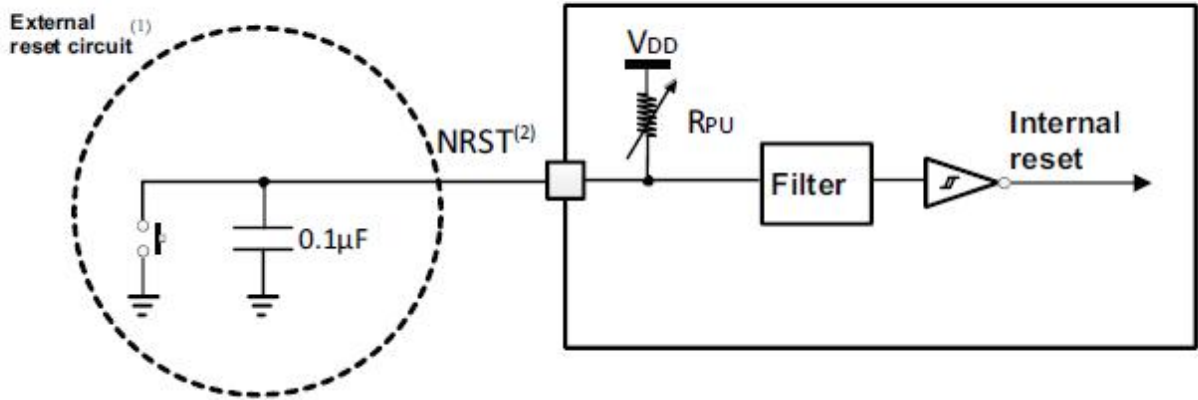 External (1)
reset circuit
VDD
NRST(2)
RPU
Filter
Internal
reset
0.1μF